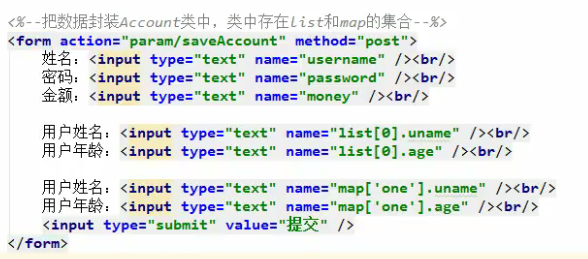 <%--把数据封装Account类中，类中存在list和map的集合--%>
<form action="param/saveAccount" method="post">
姓名：<input type="text" name="username" /><br/>
密码：<input type="text" name="password" /><br/>
金额：<input type="text" name="money" /><br/>
用户姓名：<input type="text" name="list[0].uname" /><br/>
用户年龄：<input type="text" name="list[0].age" /><br/>
用户姓名：<input type="text" name="map['one'].uname" /><br/>
用户年龄：<input type="text" name="map['one'].age" /><br/>
<input type="submit" value="提交" />
</form>